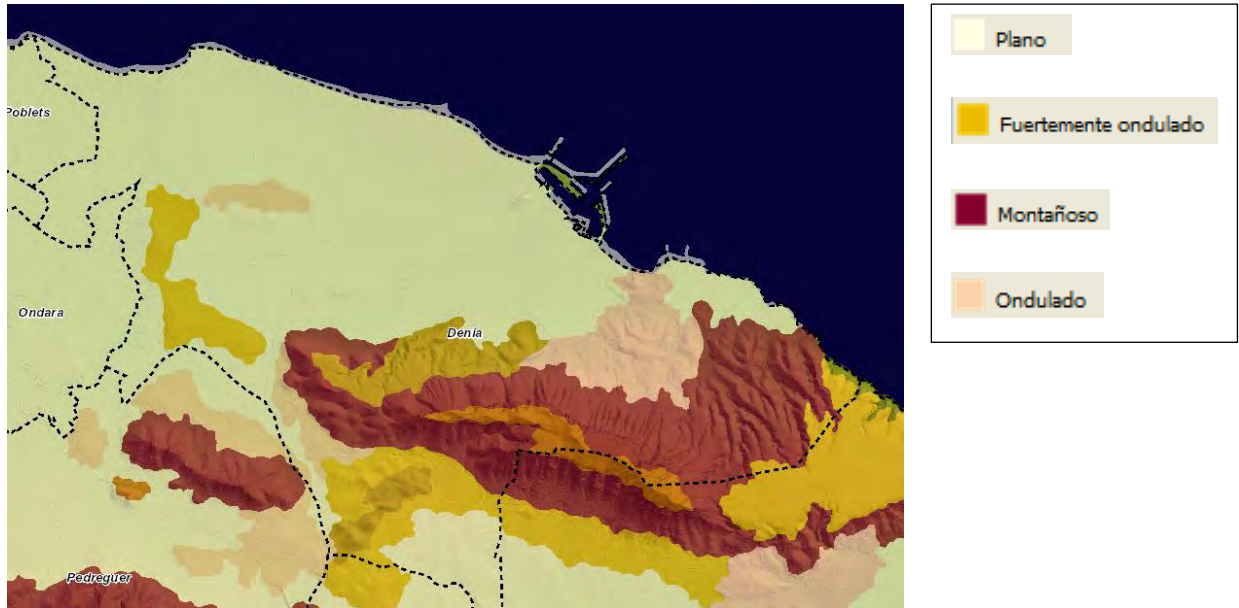 Poblets
Ondara
Denia
Pedreguer
Plano
Fuertemente ondulado
Montañoso
Ondulado